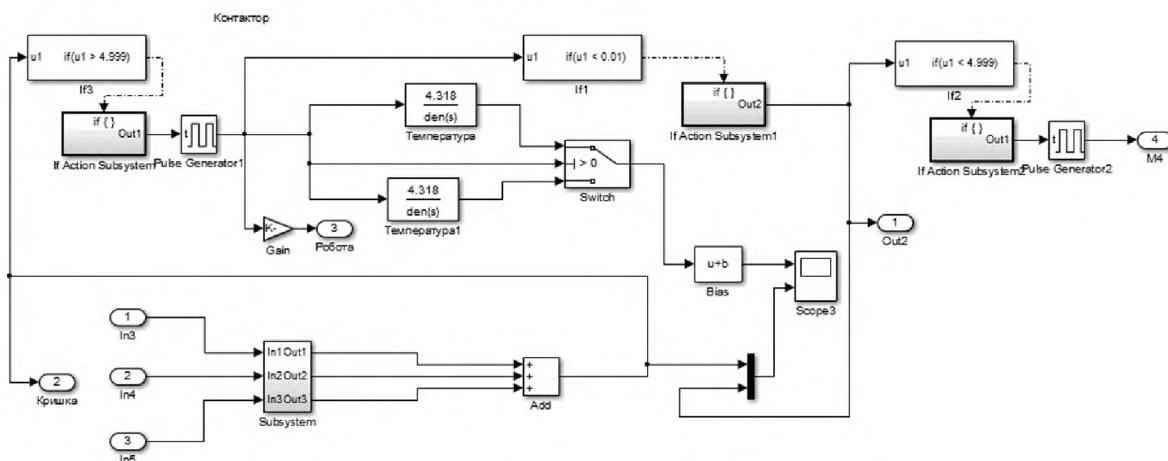 Контактор
u1 if(u1 > 4.999)
If3
if { }
Out1
If Action Subsystem
t
Pulse Generator1
4.318
den(s)
Температура
4.318
den(s)
Температура1
K-
Gain
3
Робота
u1 if(u1 < 0.01)
If1
if { }
Out2
If Action Subsystem1
> 0
Switch
u+b
Bias
Scope3
u1 if(u1 < 4.999)
If2
if { }
Out1
If Action Subsystem2
t
Pulse Generator2
4
M4
1
Out2
1
In3
2
In4
3
In5
2
Кришка
In1 Out1
In2 Out2
In3 Out3
Subsystem
+
+
+
Add